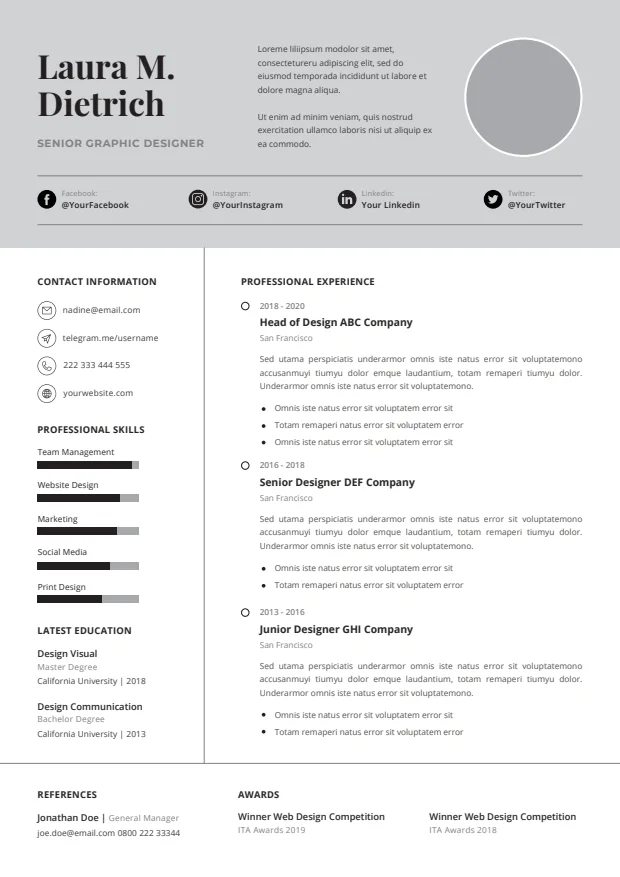 Laura M.
Dietrich
SENIOR GRAPHIC DESIGNER
Loreme liliipsum modolor sit amet,
consectetureru adipiscing elit, sed do
eiusmod temporada incididunt ut labore et
dolore magna aliqua.
Ut enim ad minim veniam, quis nostrud
exercitation ullamco laboris nisi ut aliquip ex
ea commodo.
Facebook:
@YourFacebook
Instagram:
@YourInstagram
Linkedin:
Your Linkedin
Twitter:
@YourTwitter
CONTACT INFORMATION
nadine@email.com
telegram.me/username
222 333 444 555
yourwebsite.com
PROFESSIONAL SKILLS
Team Management
Website Design
Marketing
Social Media
Print Design
LATEST EDUCATION
Design Visual
Master Degree
California University | 2018
Design Communication
Bachelor Degree
California University | 2013
PROFESSIONAL EXPERIENCE
2018 - 2020
Head of Design ABC Company
San Francisco
Sed utama perspiciatis underarmor omnis iste natus error sit voluptatemono
accusanmuyi tiumyu dolor emque laudantium, totam remaperi tiumyu dolor.
Underarmor omnis iste natus error sit voluptatemono.
• Omnis iste natus error sit voluptatem error sit
• Totam remaperi natus error sit voluptatem error
• Omnis iste natus error sit voluptatem error sit
2016 - 2018
Senior Designer DEF Company
San Francisco
Sed utama perspiciatis underarmor omnis iste natus error sit voluptatemono
accusanmuyi tiumyu dolor emque laudantium, totam remaperi tiumyu dolor.
Underarmor omnis iste natus error sit voluptatemono.
• Omnis iste natus error sit voluptatem error sit
• Totam remaperi natus error sit voluptatem error
2013 - 2016
Junior Designer GHI Company
San Francisco
Sed utama perspiciatis underarmor omnis iste natus error sit voluptatemono
accusanmuyi tiumyu dolor emque laudantium, totam remaperi tiumyu dolor.
Underarmor omnis iste natus error sit voluptatemono.
• Omnis iste natus error sit voluptatem error sit
• Totam remaperi natus error sit voluptatem error
REFERENCES
Jonathan Doe | General Manager
joe.doe@email.com 0800 222 33344
AWARDS
Winner Web Design Competition
ITA Awards 2019
Winner Web Design Competition
ITA Awards 2018